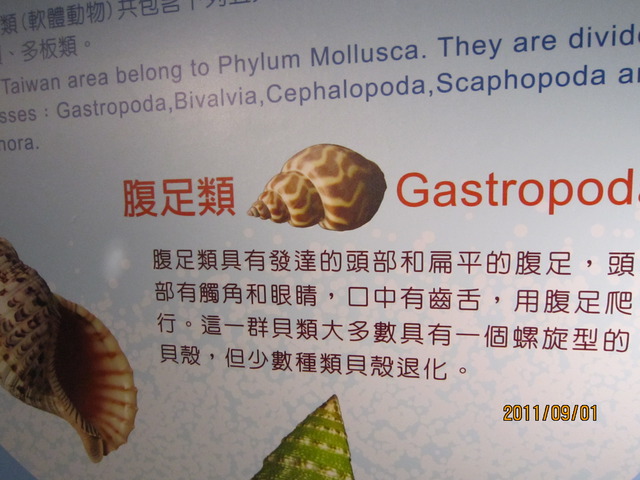 類(軟體動物)共包含下列五
、多板類。
Taiwan area belong to Phylum Mollusca. They are divide
sses：Gastropoda,Bivalvia,Cephalopoda,Scaphopoda an
hora.
腹足類 Gastropoda
腹足類具有發達的頭部和扁平的腹足，頭
部有觸角和眼睛，口中有齒舌，用腹足爬
行。這一群貝類大多數具有一個螺旋型的
貝殼，但少數種類貝殼退化。
2011/09/01